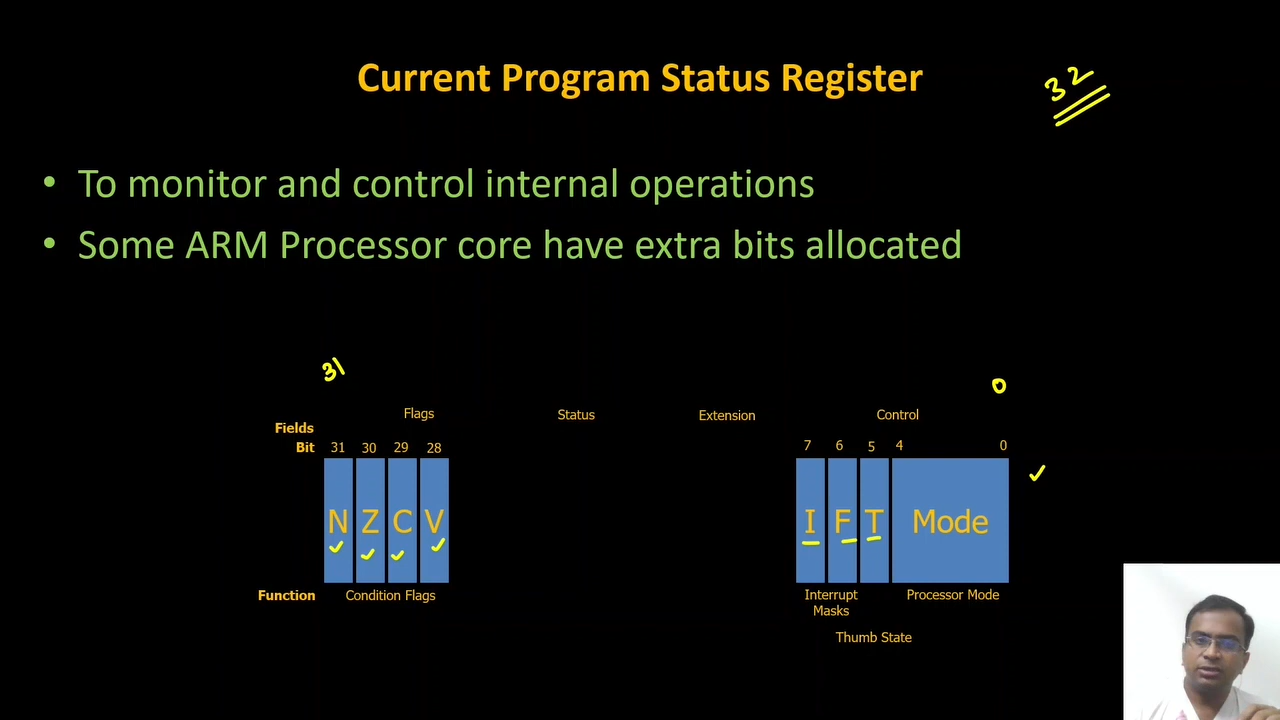 Current Program Status Register
32
• To monitor and control internal operations
• Some ARM Processor core have extra bits allocated
31
0
Flags Status Extension Control
Fields
Bit 31 30 29 28 7 6 5 4 0
N Z C V I F T Mode
Function Condition Flags Interrupt Masks Processor Mode
Thumb State